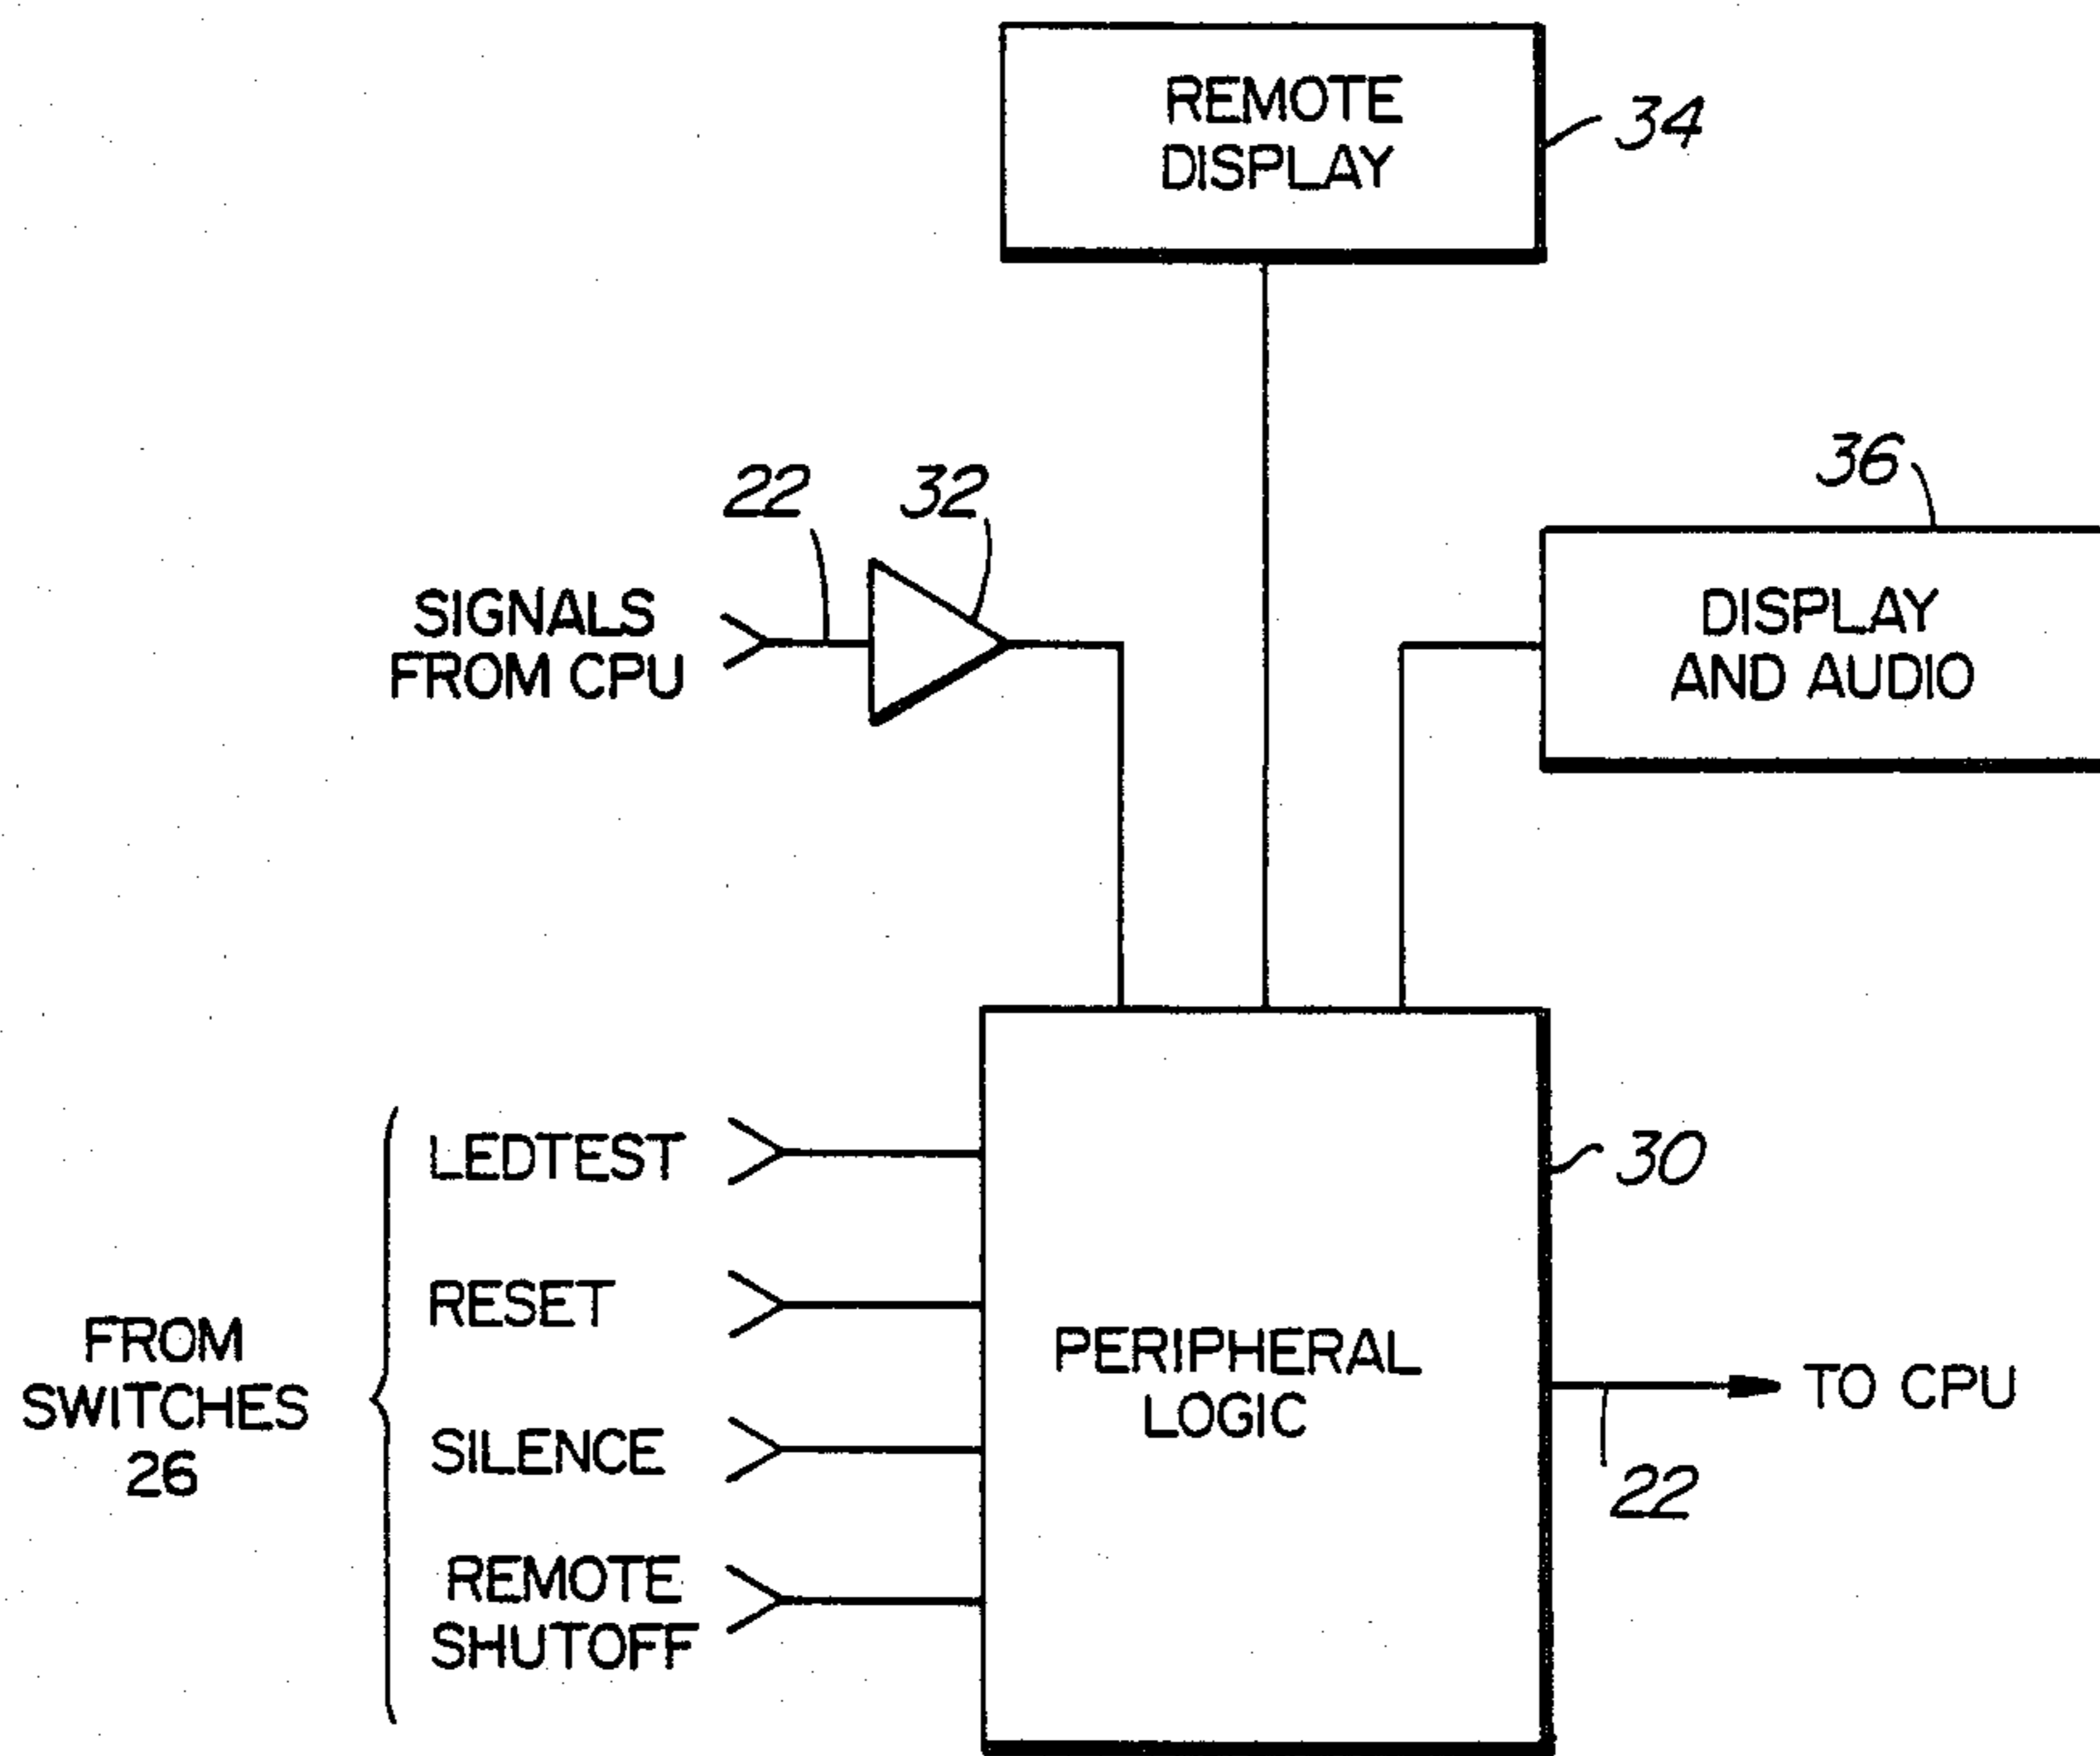 REMOTE
DISPLAY
34
36
22
32
SIGNALS
FROM CPU
DISPLAY
AND AUDIO
LEDTEST
30
RESET
FROM
SWITCHES
26
PERIPHERAL
LOGIC
TO CPU
SILENCE
22
REMOTE
SHUTOFF